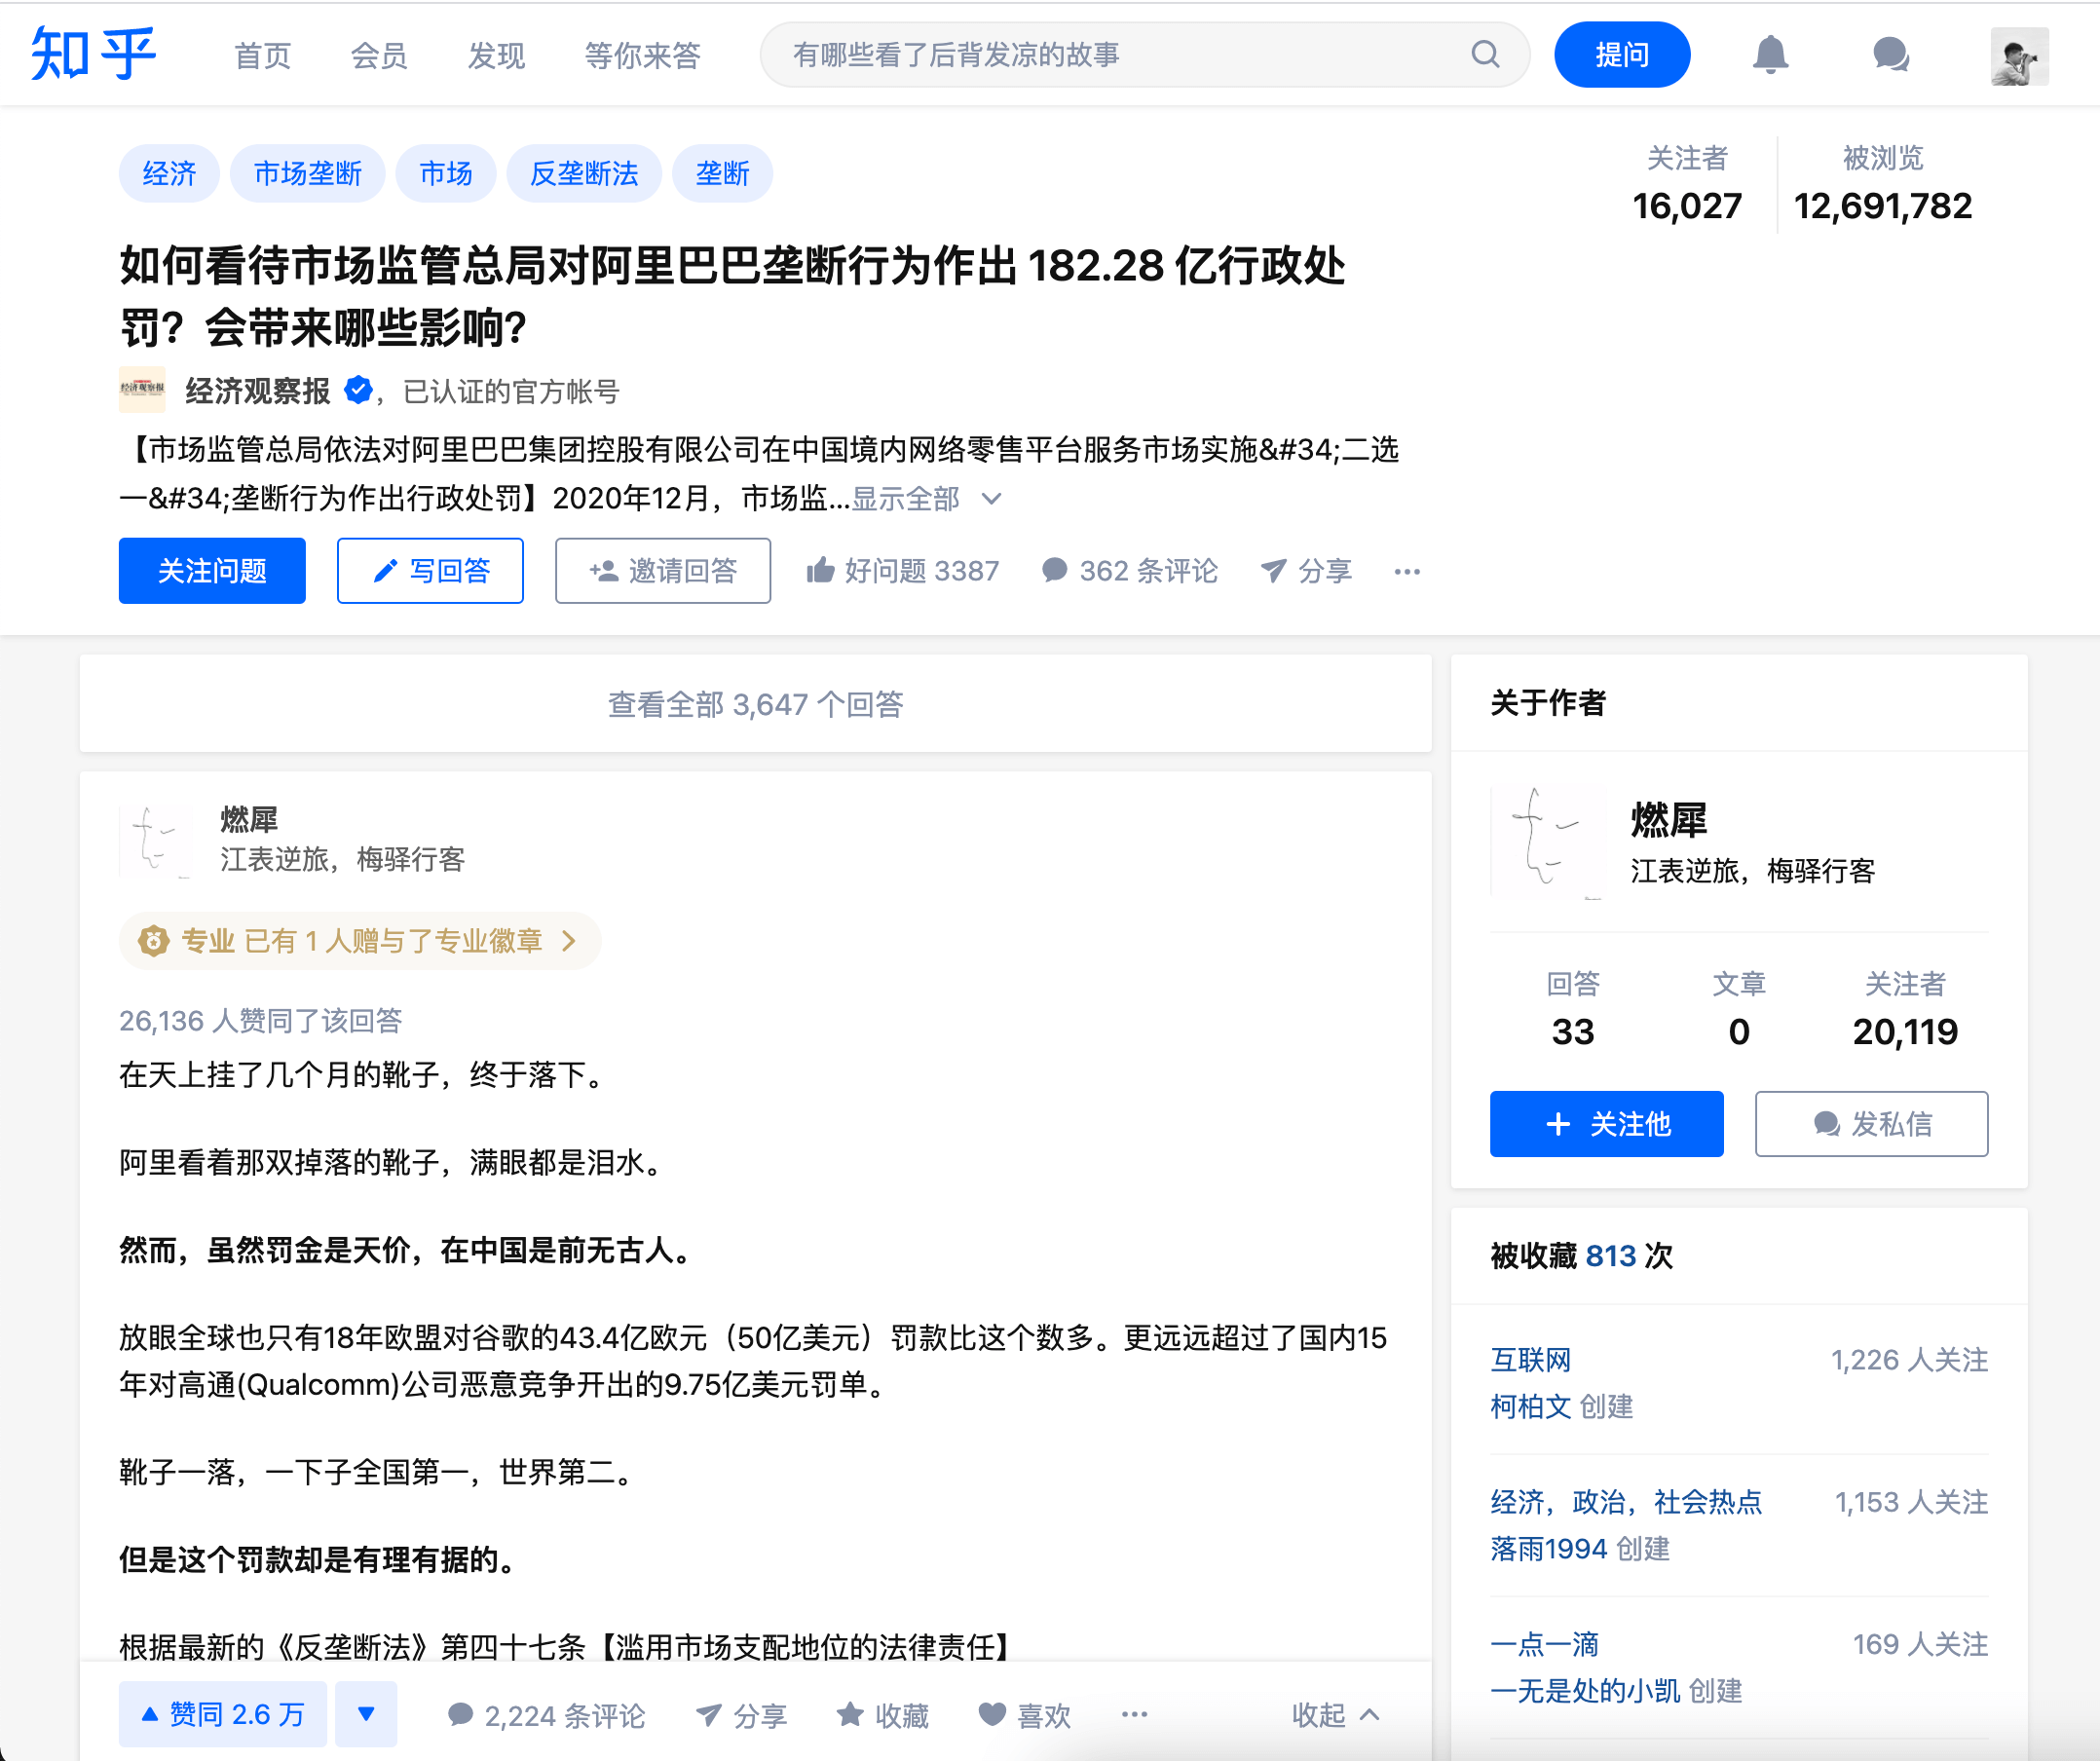 知乎
首页 会员 发现 等你来答 有哪些看了后背发凉的故事 提问
经济 市场垄断 市场 反垄断法 垄断
关注者 被浏览
16,027 12,691,782
如何看待市场监管总局对阿里巴巴垄断行为作出 182.28 亿行政处
罚？会带来哪些影响?
经济观察报 经济观察报 ，已认证的官方帐号
【市场监管总局依法对阿里巴巴集团控股有限公司在中国境内网络零售平台服务市场实施&#34;二选
一&#34;垄断行为作出行政处罚】2020年12月，市场监...显示全部
关注问题 写回答 邀请回答 好问题 3387 362 条评论 分享 ...
查看全部 3,647 个回答
燃犀
江表逆旅，梅驿行客
专业 已有 1 人赠与了专业徽章
26,136 人赞同了该回答
在天上挂了几个月的靴子，终于落下。
阿里看着那双掉落的靴子，满眼都是泪水。
然而，虽然罚金是天价，在中国是前无古人。
放眼全球也只有18年欧盟对谷歌的43.4亿欧元（50亿美元）罚款比这个数多。更远远超过了国内15
年对高通(Qualcomm)公司恶意竞争开出的9.75亿美元罚单。
靴子一落，一下子全国第一，世界第二。
但是这个罚款却是有理有据的。
根据最新的《反垄断法》第四十七条【滥用市场支配地位的法律责任】
赞同 2.6 万 2,224 条评论 分享 收藏 喜欢 ... 收起
关于作者
燃犀
江表逆旅，梅驿行客
回答 文章 关注者
33 0 20,119
关注他 发私信
被收藏 813 次
互联网 1,226 人关注
柯柏文 创建
经济，政治，社会热点 1,153 人关注
落雨1994 创建
一点一滴 169 人关注
一无是处的小凯 创建